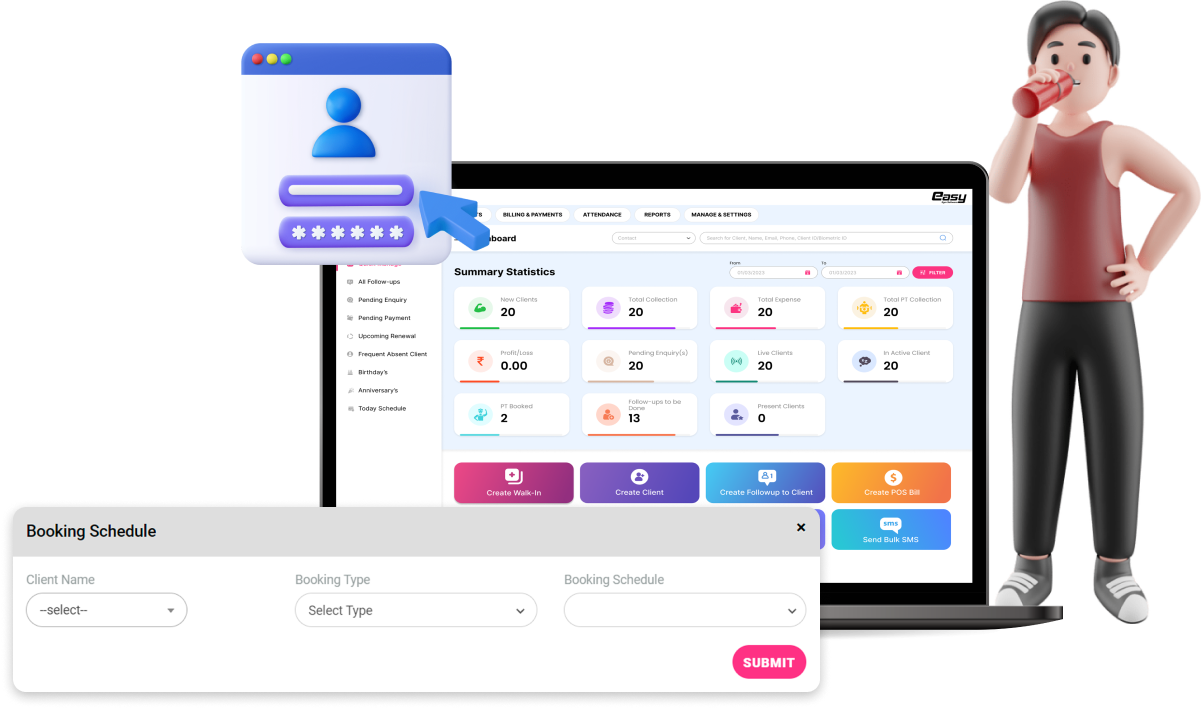 easy
BILLING & PAYMENTS
ATTENDANCE
REPORTS
MANAGE & SETTINGS
Contact
Search for Client, Name, Email, Phone, Client ID(Biometric Id)
Summary Statistics
From
To
01/03/2023
01/03/2023
FILTER
All Follow-ups
Pending Enquiry
Pending Payment
Upcoming Renewal
Frequent Absent Client
Birthday's
Anniversary's
Today Schedule
New Clients
20
Total Collection
20
Total Expense
20
Total PT Collection
20
Profit/Loss
0.00
Pending Enquiry(s)
20
Live Clients
20
In Active Client
20
PT Booked
2
Follow-ups to be
Done
13
Present Clients
0
Create Walk-In
Create Client
Create Followup to Client
Create POS Bill
sms
Send Bulk SMS
Booking Schedule
Client Name
Booking Type
Booking Schedule
--select--
Select Type
SUBMIT